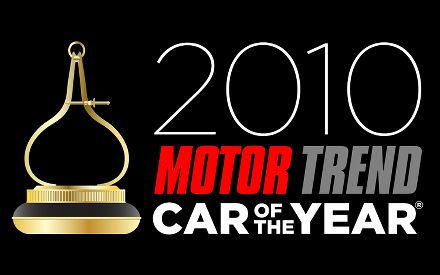 2010
MOTOR TREND
CAR OF THE YEAR®